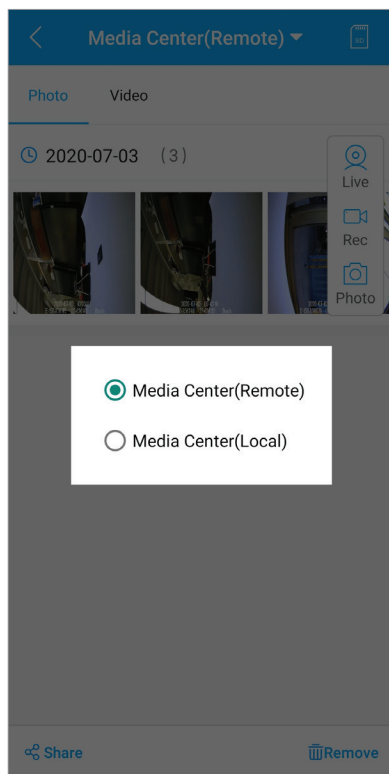 Media Center(Remote)
Photo Video
2020-07-03 (3)
Live
Rec
Photo
Media Center(Remote)
Media Center(Local)
Share Remove